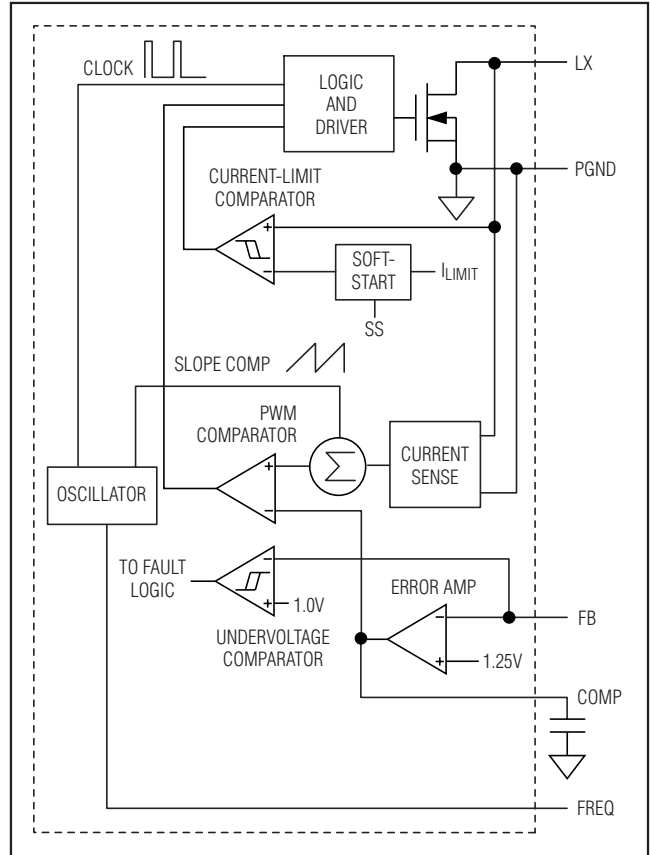 CLOCK
LOGIC
AND
DRIVER
LX
PGND
CURRENT-LIMIT
COMPARATOR
+
−
SOFT-
START
ILIMIT
SS
SLOPE COMP
PWM
COMPARATOR
+
−
Σ
CURRENT
SENSE
OSCILLATOR
TO FAULT
LOGIC
−
+
1.0V
UNDERVOLTAGE
COMPARATOR
ERROR AMP
−
+
1.25V
FB
COMP
FREQ